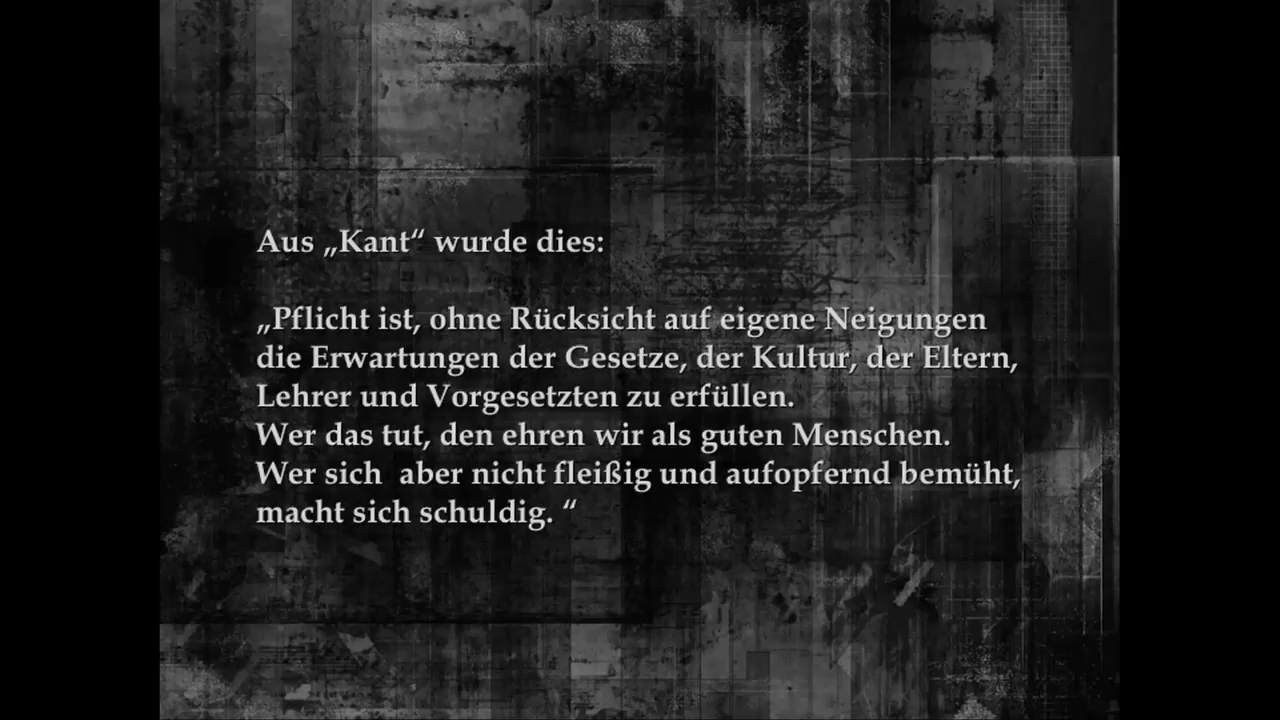 Aus „Kant“ wurde dies:
„Pflicht ist, ohne Rücksicht auf eigene Neigungen
die Erwartungen der Gesetze, der Kultur, der Eltern,
Lehrer und Vorgesetzten zu erfüllen.
Wer das tut, den ehren wir als guten Menschen.
Wer sich  aber nicht fleißig und aufopfernd bemüht,
macht sich schuldig. “